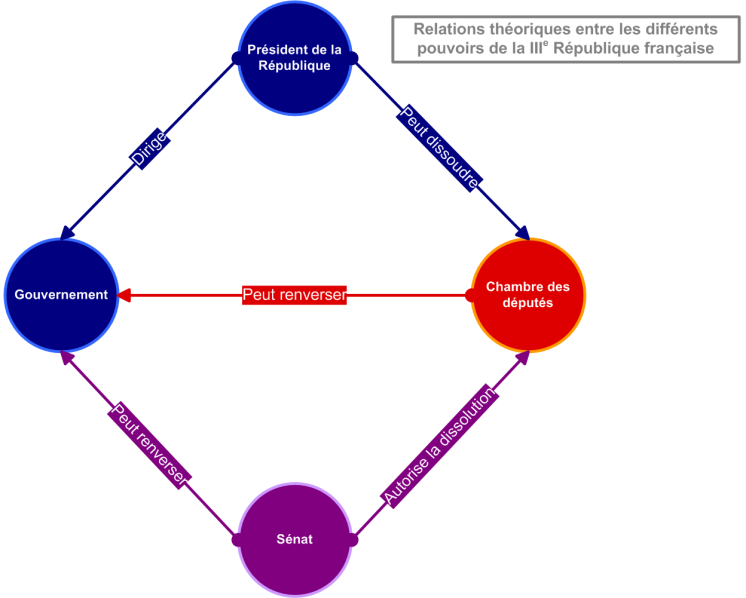 Président de la
République
Relations théoriques entre les différents
pouvoirs de la IIIe République française
Dirige
Peut dissoudre
Gouvernement
Peut renverser
Chambre des
députés
Peut renverser
Autorise la dissolution
Sénat